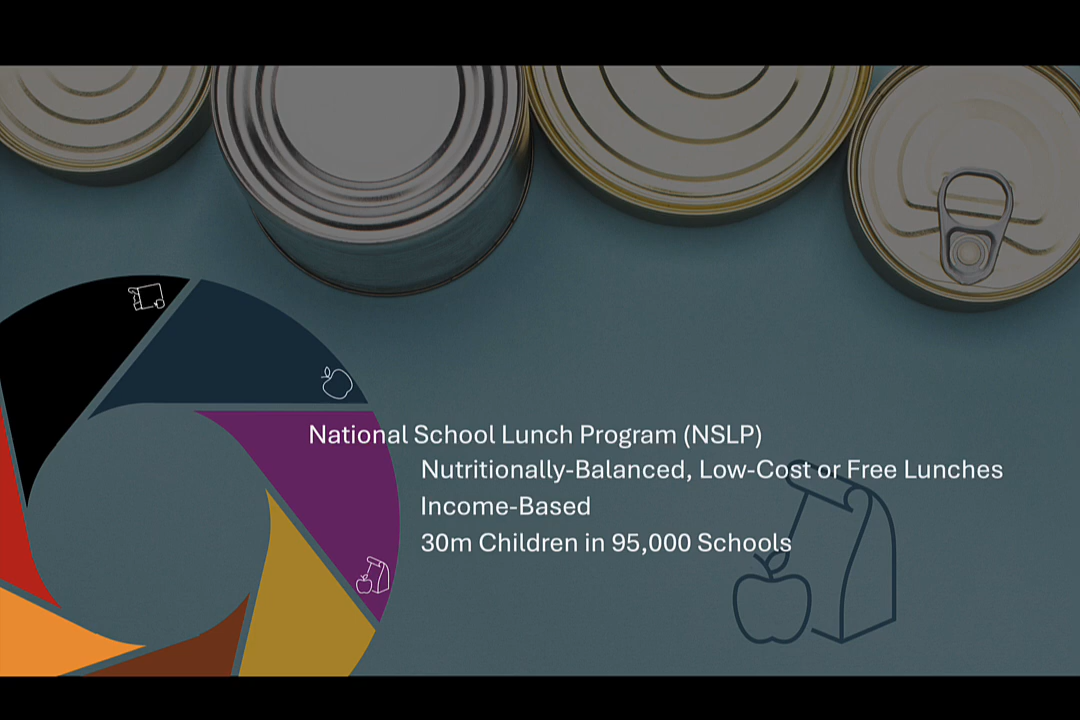 National School Lunch Program (NSLP)
Nutritionally-Balanced, Low-Cost or Free Lunches
Income-Based
30m Children in 95,000 Schools